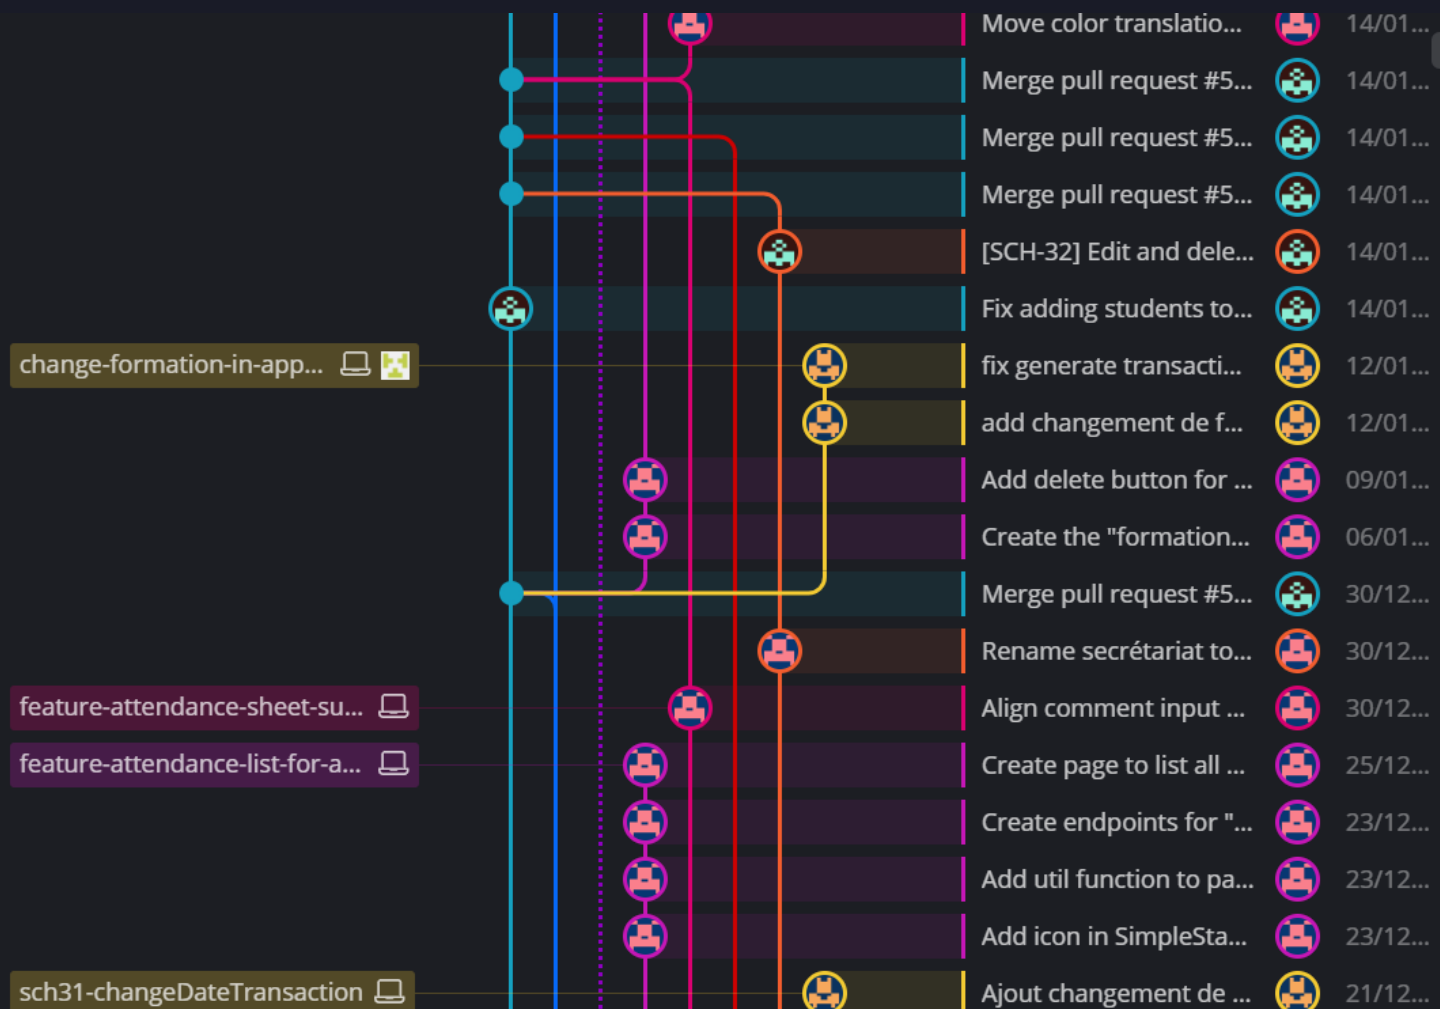 Move color translatio... 14/01...
Merge pull request #5... 14/01...
Merge pull request #5... 14/01...
Merge pull request #5... 14/01...
[SCH-32] Edit and dele... 14/01...
Fix adding students to... 14/01...
change-formation-in-app... fix generate transacti... 12/01...
add changement de f... 12/01...
Add delete button for ... 09/01...
Create the "formation... 06/01...
Merge pull request #5... 30/12...
Rename secrétariat to... 30/12...
feature-attendance-sheet-su... Align comment input ... 30/12...
feature-attendance-list-for-a... Create page to list all ... 25/12...
Create endpoints for "... 23/12...
Add util function to pa... 23/12...
Add icon in SimpleSta... 23/12...
sch31-changeDateTransaction Ajout changement de ... 21/12...